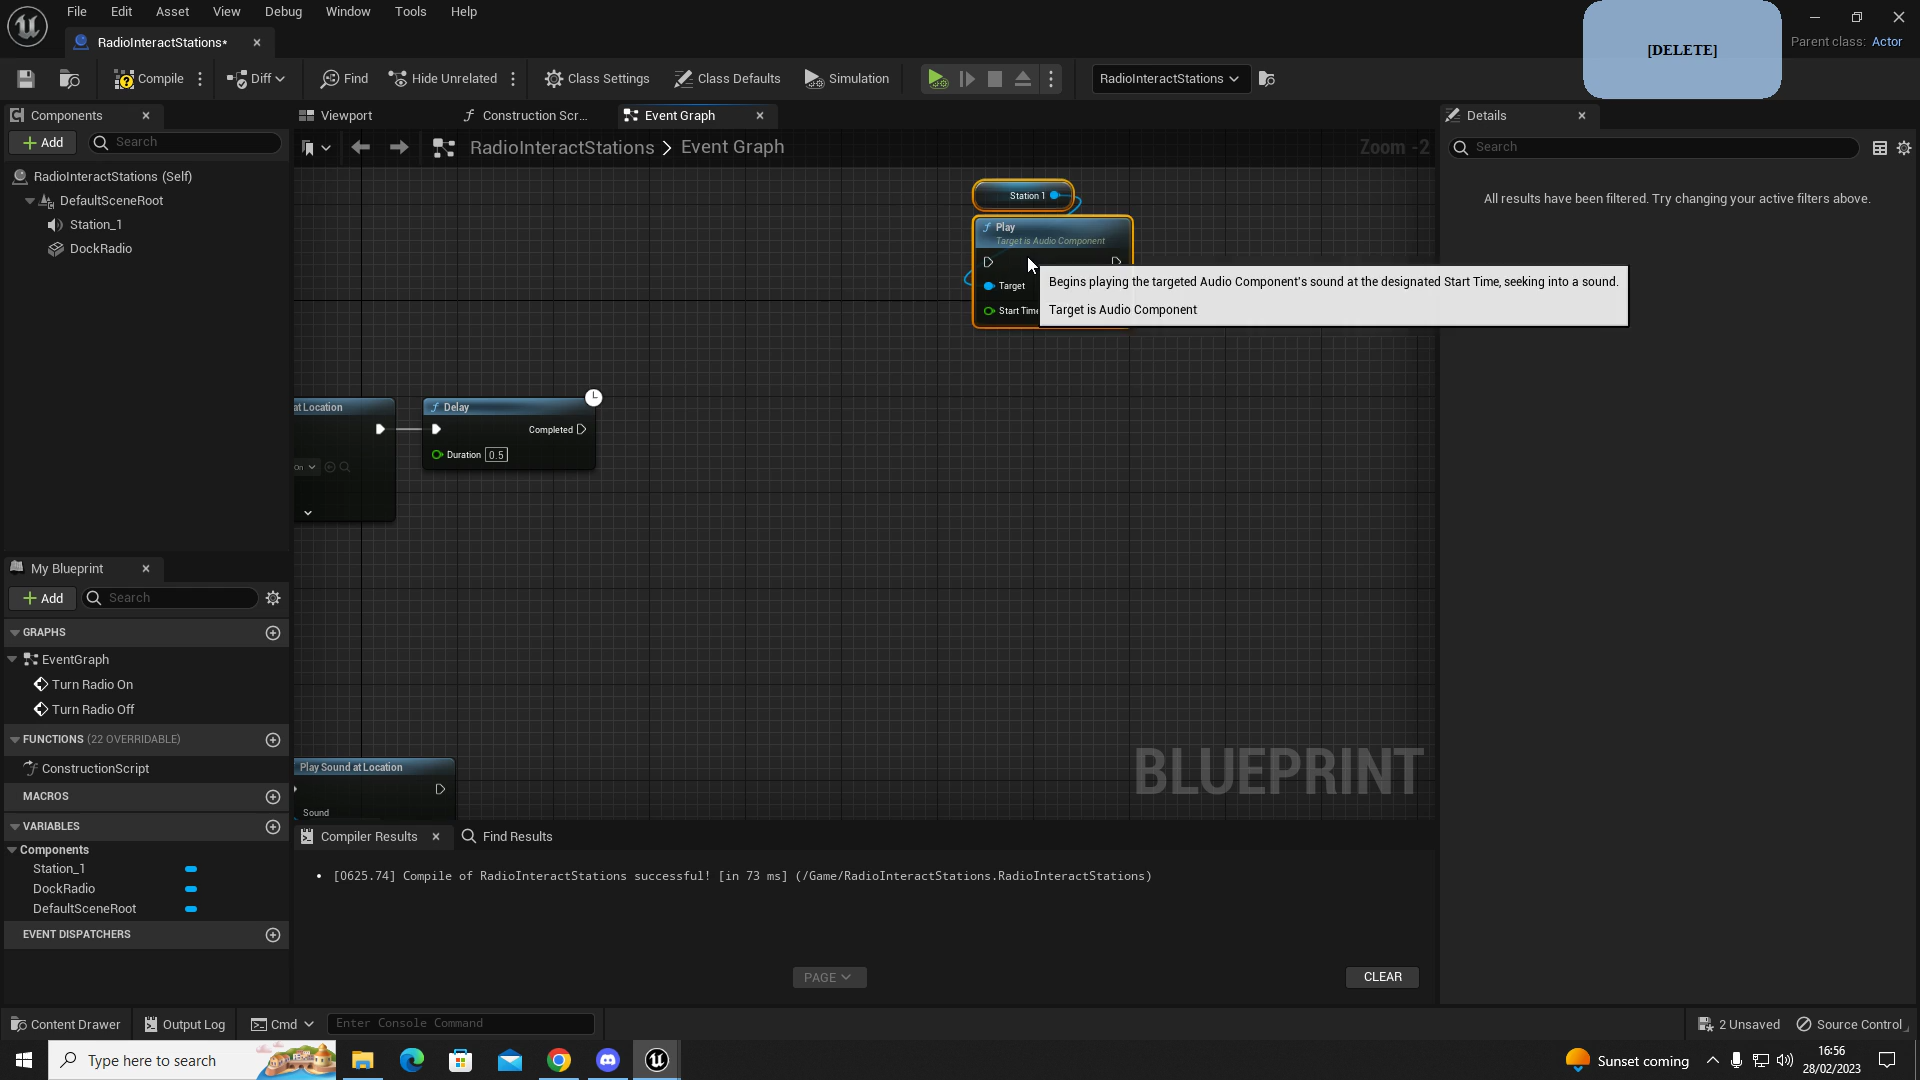 File Edit Asset View Debug Window Tools Help
RadioInteractStations*
[DELETE]
Parent class: Actor
Compile Diff Find Hide Unrelated Class Settings Class Defaults Simulation RadioInteractStations
Components
Add Search
RadioInteractStations (Self)
DefaultSceneRoot
Station_1
DockRadio
Viewport Construction Scr... Event Graph
RadioInteractStations > Event Graph
Zoom -2
Station 1
Play
Target is Audio Component
Target
Start Time
Begins playing the targeted Audio Component's sound at the designated Start Time, seeking into a sound.
Target is Audio Component
at Location
On
Delay
Completed
Duration 0.5
Play Sound at Location
Sound
BLUEPRINT
Details
Search
All results have been filtered. Try changing your active filters above.
My Blueprint
Add Search
GRAPHS
EventGraph
Turn Radio On
Turn Radio Off
FUNCTIONS (22 OVERRIDABLE)
ConstructionScript
MACROS
VARIABLES
Components
Station_1
DockRadio
DefaultSceneRoot
EVENT DISPATCHERS
Compiler Results Find Results
[0625.74] Compile of RadioInteractStations successful! [in 73 ms] (/Game/RadioInteractStations.RadioInteractStations)
PAGE
CLEAR
Content Drawer Output Log Cmd Enter Console Command 2 Unsaved Source Control
Type here to search
Sunset coming
16:56
28/02/2023